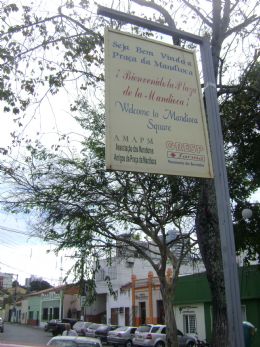 Seja Bem Vindo à
Praça da Mandioca
¡Bienvenido la Plaza
de la Mandioca!
Welcome to Mandioca
Square
AMAPM
Associação dos Moradores
Amigos da Praça da Mandioca